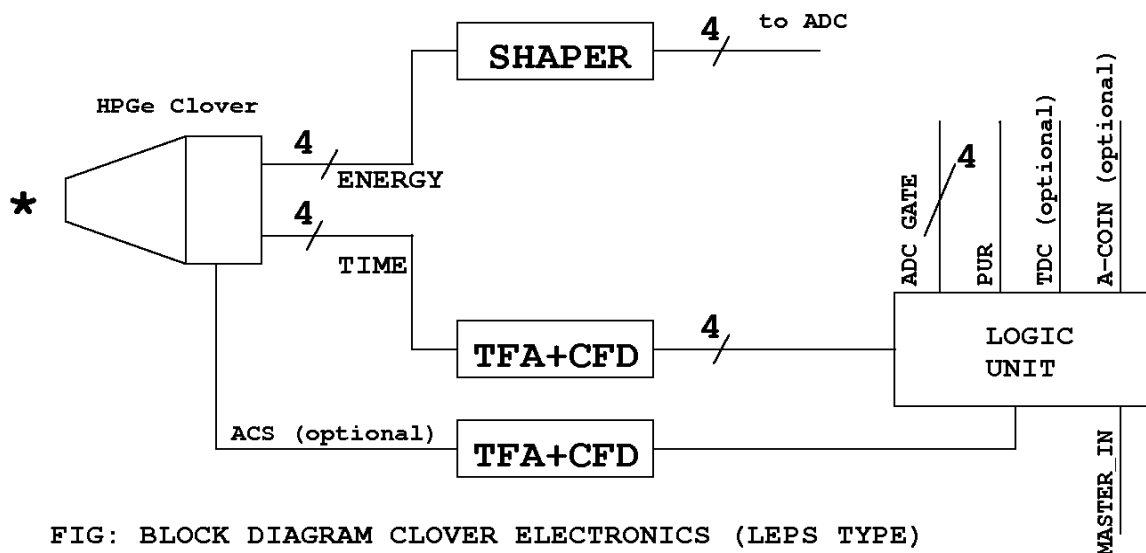 4
to ADC
SHAPER
HPGe Clover
4
ENERGY
*
4
TIME
ADC GATE
4
PUR
TDC (optional)
A-COIN (optional)
TFA+CFD
4
LOGIC
UNIT
ACS (optional)
TFA+CFD
MASTER_IN
FIG: BLOCK DIAGRAM CLOVER ELECTRONICS (LEPS TYPE)